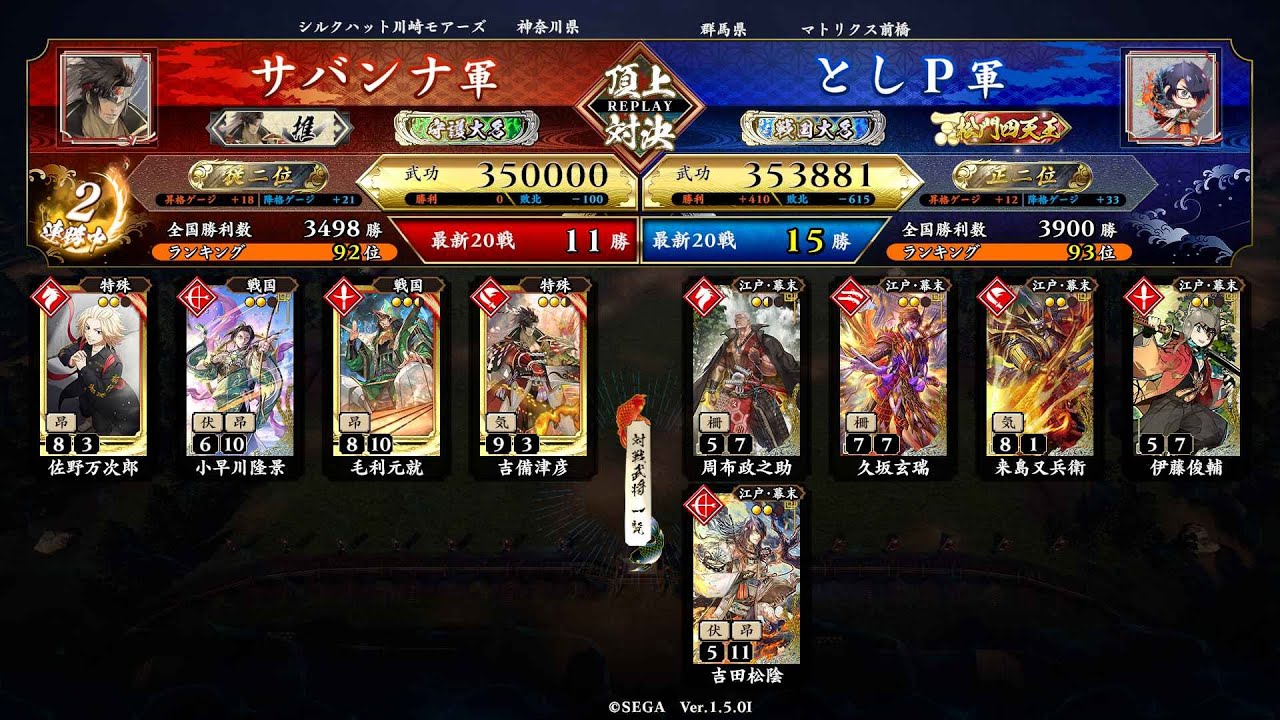 シルクハット川崎モアーズ 神奈川県
群馬県 マトリクス前橋
サバンナ軍
頂上
REPLAY
対決
としP軍
推
守護大名
戦国大名
松門四天王
2
連勝中
従二位
昇格ゲージ +18 降格ゲージ +21
武功 350000
勝利 0 敗北 -100
武功 353881
勝利 +410 敗北 -615
正二位
昇格ゲージ +12 降格ゲージ +33
全国勝利数 3498 勝
ランキング 92位
最新20戦 11 勝
最新20戦 15 勝
全国勝利数 3900 勝
ランキング 93位
特殊
昂
8 3
佐野万次郎
戦国
伏 昂
6 10
小早川隆景
戦国
昂
8 10
毛利元就
特殊
気
9 3
吉備津彦
対戦武将一覧
江戸・幕末
柵
5 7
周布政之助
江戸・幕末
柵
7 7
久坂玄瑞
江戸・幕末
気
8 1
来島又兵衛
江戸・幕末
5 7
伊藤俊輔
江戸・幕末
伏 昂
5 11
吉田松陰
©SEGA Ver.1.5.0I